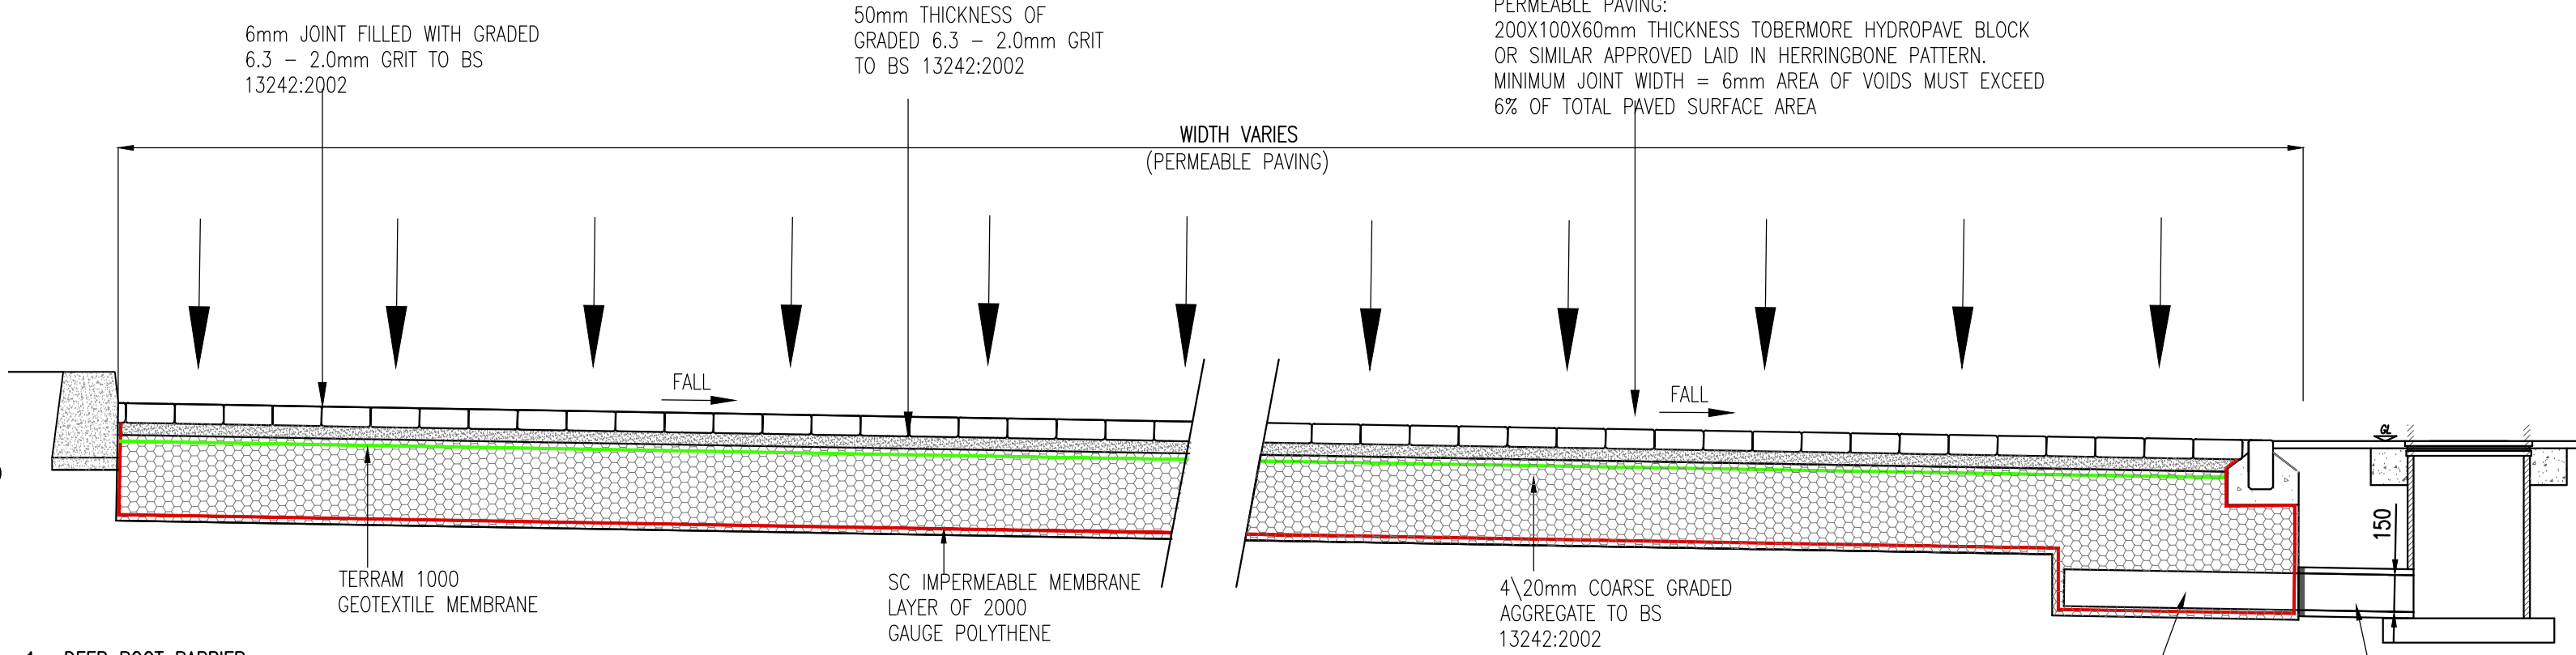 6mm JOINT FILLED WITH GRADED
6.3 - 2.0mm GRIT TO BS
13242:2002
50mm THICKNESS OF
GRADED 6.3 - 2.0mm GRIT
TO BS 13242:2002
PERMEABLE PAVING:
200X100X60mm THICKNESS TOBERMORE HYDROPAVE BLOCK
OR SIMILAR APPROVED LAID IN HERRINGBONE PATTERN.
MINIMUM JOINT WIDTH = 6mm AREA OF VOIDS MUST EXCEED
6% OF TOTAL PAVED SURFACE AREA
WIDTH VARIES
(PERMEABLE PAVING)
FALL
FALL
GL
150
TERRAM 1000
GEOTEXTILE MEMBRANE
SC IMPERMEABLE MEMBRANE
LAYER OF 2000
GAUGE POLYTHENE
4\20mm COARSE GRADED
AGGREGATE TO BS
13242:2002
DEEP ROOT BARRIER